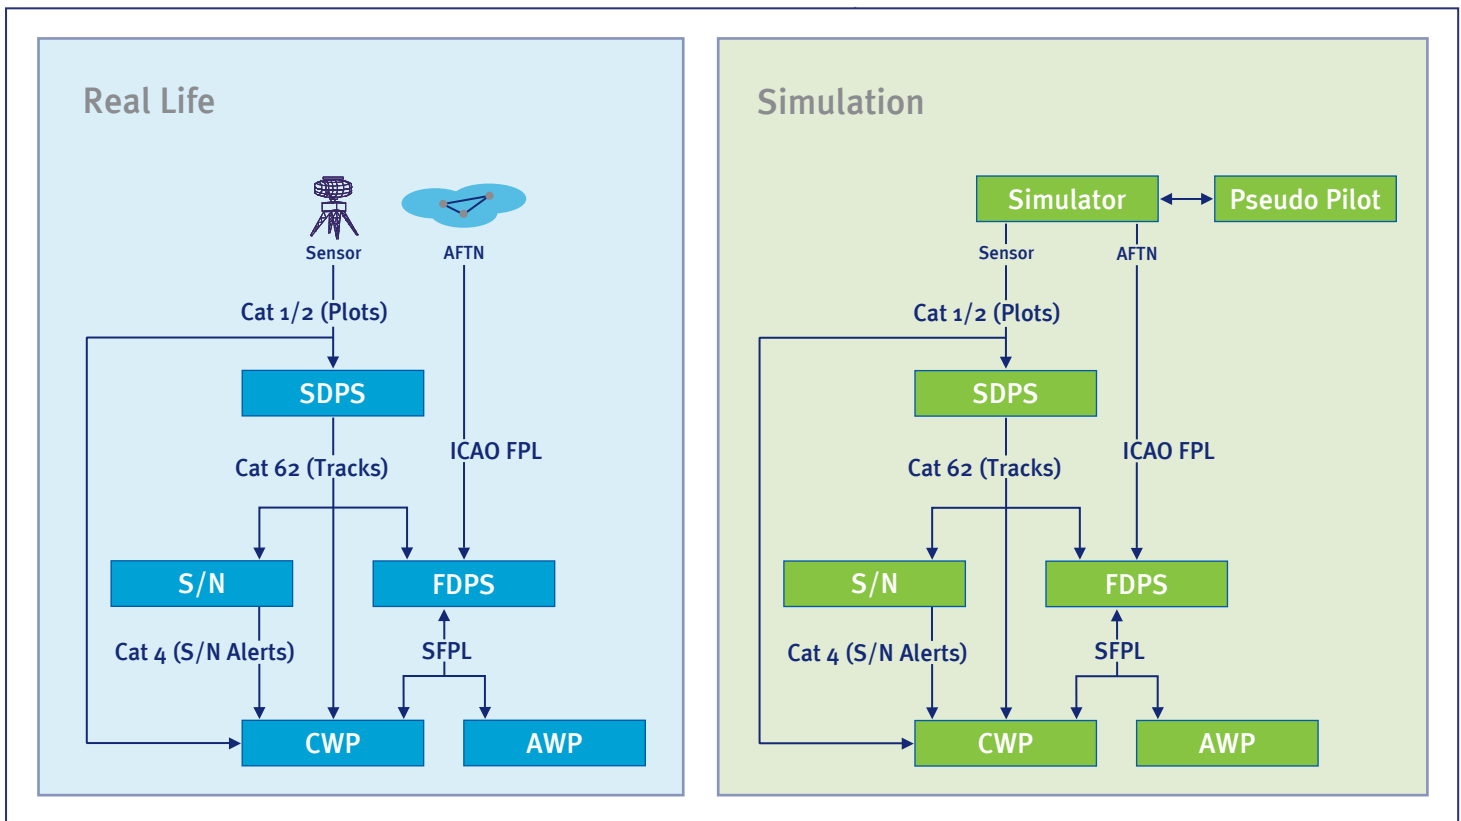 Real Life
Sensor
AFTN
Cat 1/2 (Plots)
SDPS
ICAO FPL
Cat 62 (Tracks)
S/N
FDPS
Cat 4 (S/N Alerts)
SFPL
CWP
AWP
Simulation
Simulator
Pseudo Pilot
Sensor
AFTN
Cat 1/2 (Plots)
SDPS
ICAO FPL
Cat 62 (Tracks)
S/N
FDPS
Cat 4 (S/N Alerts)
SFPL
CWP
AWP